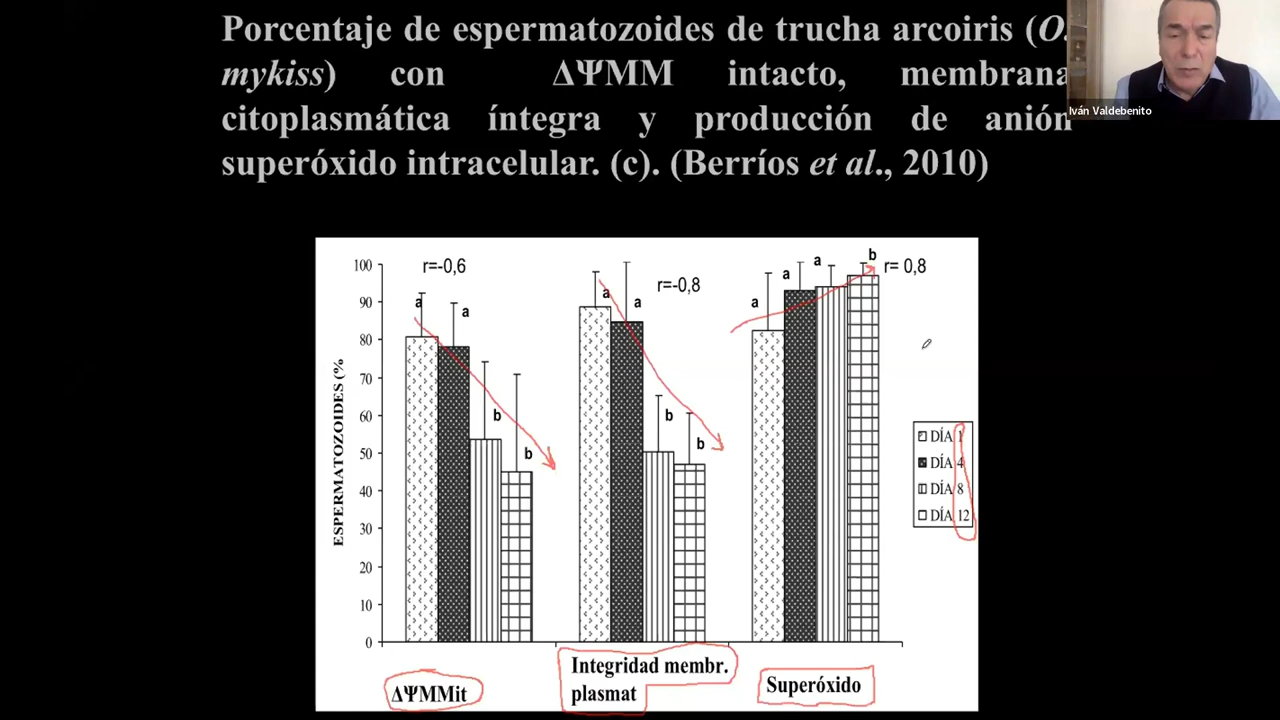 Porcentaje de espermatozoides de trucha arcoiris (O.
mykiss) con ΔΨMM intacto, membrana
citoplasmática íntegra y producción de anión
superóxido intracelular. (c). (Berríos et al., 2010)
Iván Valdebenito
ESPERMATOZOIDES (%
100
90
80
70
60
50
40
30
20
10
0
r=-0,6
a
a
b
b
r=-0,8
a
a
b
b
r= 0,8
a
a
a
b
DÍA 1
DÍA 4
DÍA 8
DÍA 12
ΔΨMMit
Integridad membr.
plasmat
Superóxido